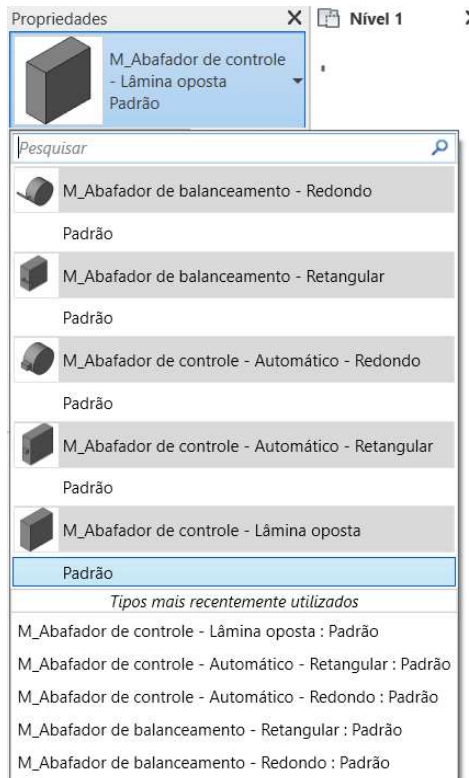 Propriedades
Nível 1
M_Abafador de controle
- Lâmina oposta
Padrão
Pesquisar
M_Abafador de balanceamento - Redondo
Padrão
M_Abafador de balanceamento - Retangular
Padrão
M_Abafador de controle - Automático - Redondo
Padrão
M_Abafador de controle - Automático - Retangular
Padrão
M_Abafador de controle - Lâmina oposta
Padrão
Tipos mais recentemente utilizados
M_Abafador de controle - Lâmina oposta : Padrão
M_Abafador de controle - Automático - Retangular : Padrão
M_Abafador de controle - Automático - Redondo : Padrão
M_Abafador de balanceamento - Retangular : Padrão
M_Abafador de balanceamento - Redondo : Padrão